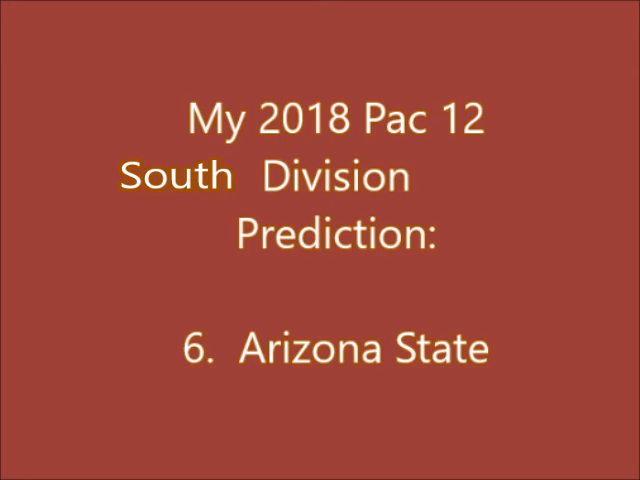 My 2018 Pac 12
South Division
Prediction:
6. Arizona State